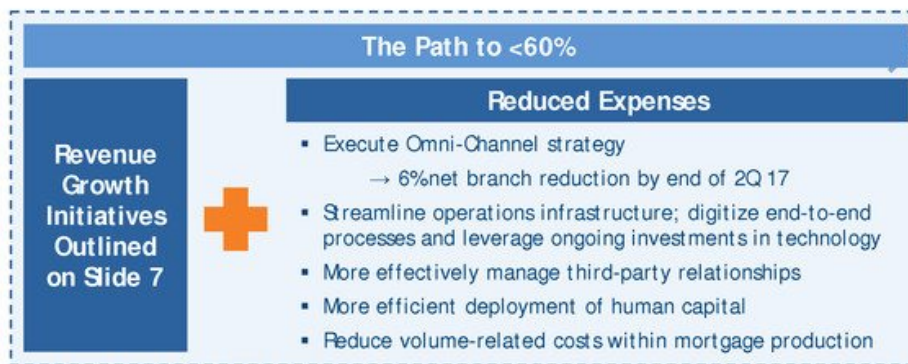 The Path to <60%
Revenue
Growth
Initiatives
Outlined
on Slide 7
Reduced Expenses
▪ Execute Omni-Channel strategy
→ 6%net branch reduction by end of 2Q 17
▪ Streamline operations infrastructure; digitize end-to-end
processes and leverage ongoing investments in technology
▪ More effectively manage third-party relationships
▪ More efficient deployment of human capital
▪ Reduce volume-related costs within mortgage production